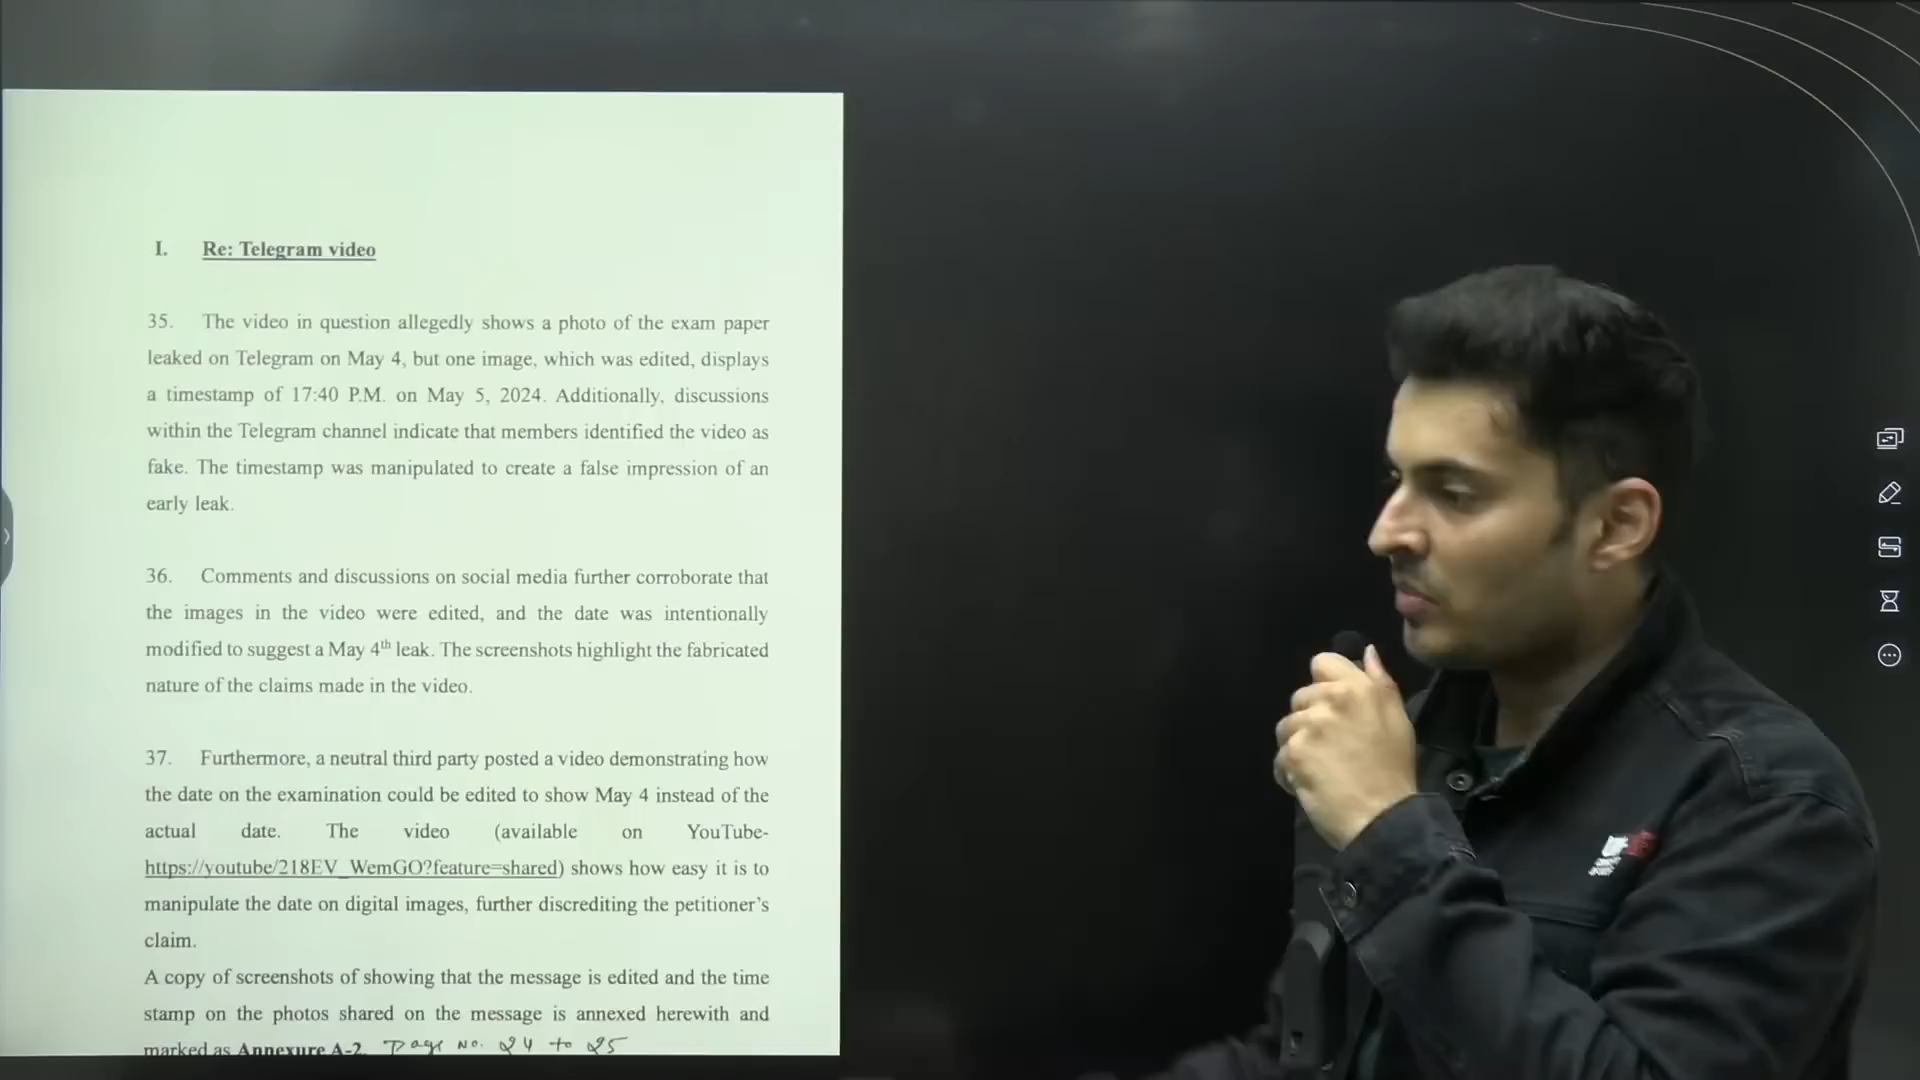 I. Re: Telegram video
35. The video in question allegedly shows a photo of the exam paper
leaked on Telegram on May 4, but one image, which was edited, displays
a timestamp of 17:40 P.M. on May 5, 2024. Additionally, discussions
within the Telegram channel indicate that members identified the video as
fake. The timestamp was manipulated to create a false impression of an
early leak.
36. Comments and discussions on social media further corroborate that
the images in the video were edited, and the date was intentionally
modified to suggest a May 4th leak. The screenshots highlight the fabricated
nature of the claims made in the video.
37. Furthermore, a neutral third party posted a video demonstrating how
the date on the examination could be edited to show May 4 instead of the
actual date. The video (available on YouTube-
https://youtube/218EV_WemGO?feature=shared) shows how easy it is to
manipulate the date on digital images, further discrediting the petitioner's
claim.
A copy of screenshots of showing that the message is edited and the time
stamp on the photos shared on the message is annexed herewith and
marked as Annexure A-2. Page No. 24 to 25